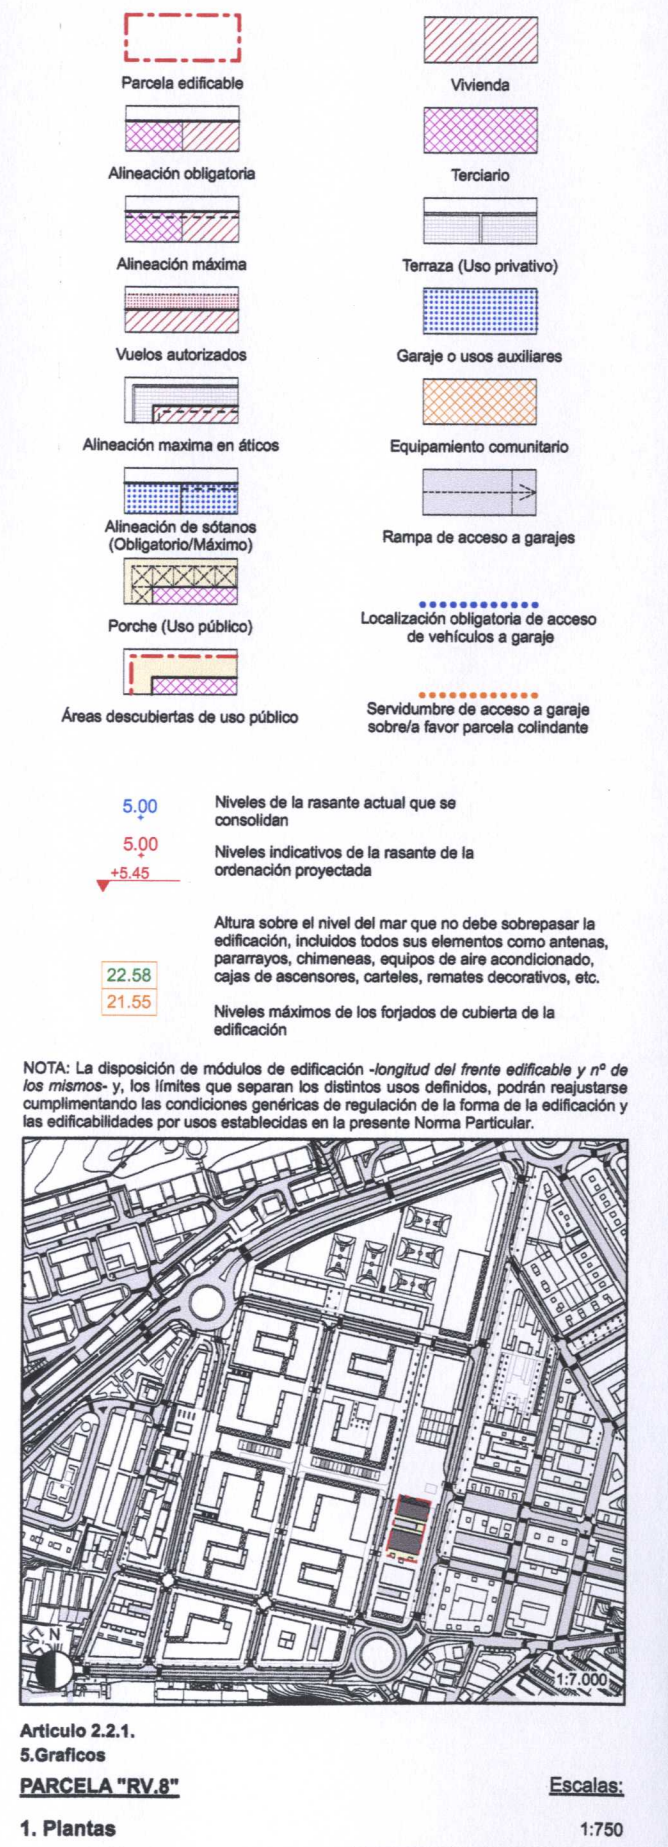 Parcela edificable
Vivienda
Alineación obligatoria
Terciario
Alineación máxima
Terraza (Uso privativo)
Vuelos autorizados
Garaje o usos auxiliares
Alineación maxima en áticos
Equipamiento comunitario
Alineación de sótanos
(Obligatorio/Máximo)
Rampa de acceso a garajes
Porche (Uso público)
Localización obligatoria de acceso
de vehículos a garaje
Áreas descubiertas de uso público
Servidumbre de acceso a garaje
sobre/a favor parcela colindante
5.00
Niveles de la rasante actual que se
consolidan
5.00
+5.45
Niveles indicativos de la rasante de la
ordenación proyectada
Altura sobre el nivel del mar que no debe sobrepasar la
edificación, incluidos todos sus elementos como antenas,
pararrayos, chimeneas, equipos de aire acondicionado,
cajas de ascensores, carteles, remates decorativos, etc.
22.58
21.55
Niveles máximos de los forjados de cubierta de la
edificación
NOTA: La disposición de módulos de edificación -longitud del frente edificable y nº de
los mismos- y, los límites que separan los distintos usos definidos, podrán reajustarse
cumplimentando las condiciones genéricas de regulación de la forma de la edificación y
las edificabilidades por usos establecidas en la presente Norma Particular.
N
1:7.000
Articulo 2.2.1.
5.Graficos
PARCELA "RV.8"
Escalas:
1. Plantas
1:750